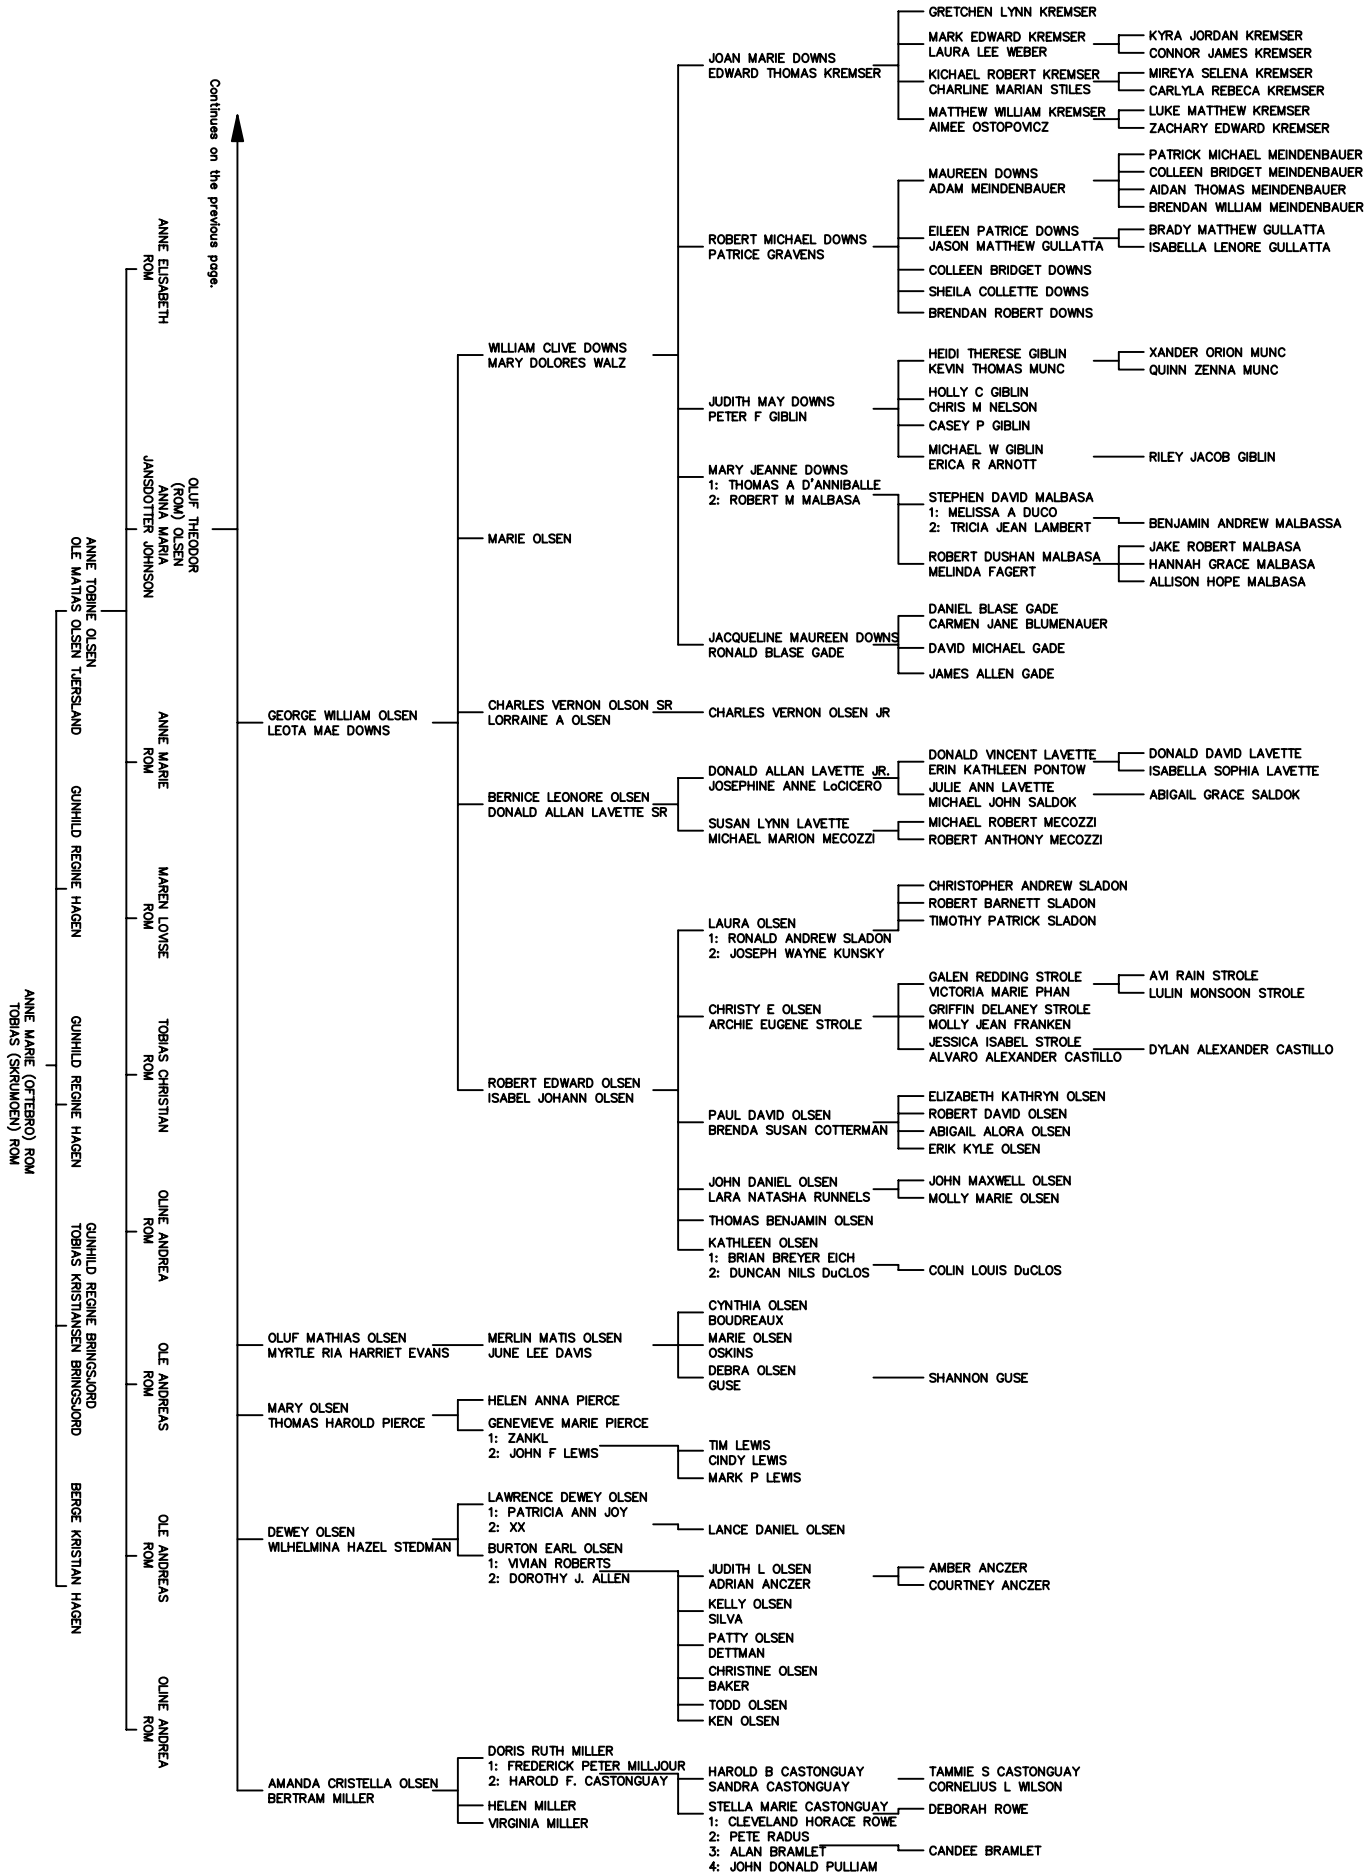 Continues on the previous page.
ANNE MARIE (OFTEBRO) ROM
TOBIAS (SKRUMOEN) ROM
ANNE TOBINE OLSEN
OLE MATIAS OLSEN TJERSLAND
GUNHILD REGINE HAGEN
GUNHILD REGINE HAGEN
GUNHILD REGINE BRINGSJORD
TOBIAS KRISTIANSEN BRINGSJORD
BERGE KRISTIAN HAGEN
ANNE ELISABETH
ROM
OLUF THEODOR
(ROM) OLSEN
ANNA MARIA
JANSDOTTER JOHNSON
ANNE MARIE
ROM
MAREN LOVISE
ROM
TOBIAS CHRISTIAN
ROM
OLINE ANDREA
ROM
OLE ANDREAS
ROM
OLE ANDREAS
ROM
OLINE ANDREA
ROM
GEORGE WILLIAM OLSEN
LEOTA MAE DOWNS
WILLIAM CLIVE DOWNS
MARY DOLORES WALZ
JOAN MARIE DOWNS
EDWARD THOMAS KREMSER
GRETCHEN LYNN KREMSER
MARK EDWARD KREMSER
LAURA LEE WEBER
KYRA JORDAN KREMSER
CONNOR JAMES KREMSER
KICHAEL ROBERT KREMSER
CHARLINE MARIAN STILES
MIREYA SELENA KREMSER
CARLYLA REBECA KREMSER
MATTHEW WILLIAM KREMSER
AIMEE OSTOPOVICZ
LUKE MATTHEW KREMSER
ZACHARY EDWARD KREMSER
ROBERT MICHAEL DOWNS
PATRICE GRAVENS
MAUREEN DOWNS
ADAM MEINDENBAUER
PATRICK MICHAEL MEINDENBAUER
COLLEEN BRIDGET MEINDENBAUER
AIDAN THOMAS MEINDENBAUER
BRENDAN WILLIAM MEINDENBAUER
EILEEN PATRICE DOWNS
JASON MATTHEW GULLATTA
BRADY MATTHEW GULLATTA
ISABELLA LENORE GULLATTA
COLLEEN BRIDGET DOWNS
SHEILA COLLETTE DOWNS
BRENDAN ROBERT DOWNS
JUDITH MAY DOWNS
PETER F GIBLIN
HEIDI THERESE GIBLIN
KEVIN THOMAS MUNC
XANDER ORION MUNC
QUINN ZENNA MUNC
HOLLY C GIBLIN
CHRIS M NELSON
CASEY P GIBLIN
MICHAEL W GIBLIN
ERICA R ARNOTT
RILEY JACOB GIBLIN
MARY JEANNE DOWNS
1: THOMAS A D'ANNIBALLE
2: ROBERT M MALBASA
STEPHEN DAVID MALBASA
1: MELISSA A DUCO
2: TRICIA JEAN LAMBERT
BENJAMIN ANDREW MALBASSA
ROBERT DUSHAN MALBASA
MELINDA FAGERT
JAKE ROBERT MALBASA
HANNAH GRACE MALBASA
ALLISON HOPE MALBASA
JACQUELINE MAUREEN DOWNS
RONALD BLASE GADE
DANIEL BLASE GADE
CARMEN JANE BLUMENAUER
DAVID MICHAEL GADE
JAMES ALLEN GADE
MARIE OLSEN
CHARLES VERNON OLSON SR
LORRAINE A OLSEN
CHARLES VERNON OLSEN JR
BERNICE LEONORE OLSEN
DONALD ALLAN LAVETTE SR
DONALD ALLAN LAVETTE JR.
JOSEPHINE ANNE LoCICERO
DONALD VINCENT LAVETTE
ERIN KATHLEEN PONTOW
DONALD DAVID LAVETTE
ISABELLA SOPHIA LAVETTE
JULIE ANN LAVETTE
MICHAEL JOHN SALDOK
ABIGAIL GRACE SALDOK
SUSAN LYNN LAVETTE
MICHAEL MARION MECOZZI
MICHAEL ROBERT MECOZZI
ROBERT ANTHONY MECOZZI
ROBERT EDWARD OLSEN
ISABEL JOHANN OLSEN
LAURA OLSEN
1: RONALD ANDREW SLADON
2: JOSEPH WAYNE KUNSKY
CHRISTOPHER ANDREW SLADON
ROBERT BARNETT SLADON
TIMOTHY PATRICK SLADON
CHRISTY E OLSEN
ARCHIE EUGENE STROLE
GALEN REDDING STROLE
VICTORIA MARIE PHAN
AVI RAIN STROLE
LULIN MONSOON STROLE
GRIFFIN DELANEY STROLE
MOLLY JEAN FRANKEN
JESSICA ISABEL STROLE
ALVARO ALEXANDER CASTILLO
DYLAN ALEXANDER CASTILLO
PAUL DAVID OLSEN
BRENDA SUSAN COTTERMAN
ELIZABETH KATHRYN OLSEN
ROBERT DAVID OLSEN
ABIGAIL ALORA OLSEN
ERIK KYLE OLSEN
JOHN DANIEL OLSEN
LARA NATASHA RUNNELS
JOHN MAXWELL OLSEN
MOLLY MARIE OLSEN
THOMAS BENJAMIN OLSEN
KATHLEEN OLSEN
1: BRIAN BREYER EICH
2: DUNCAN NILS DuCLOS
COLIN LOUIS DuCLOS
OLUF MATHIAS OLSEN
MYRTLE RIA HARRIET EVANS
MERLIN MATIS OLSEN
JUNE LEE DAVIS
CYNTHIA OLSEN
BOUDREAUX
MARIE OLSEN
OSKINS
DEBRA OLSEN
GUSE
SHANNON GUSE
MARY OLSEN
THOMAS HAROLD PIERCE
HELEN ANNA PIERCE
GENEVIEVE MARIE PIERCE
1: ZANKL
2: JOHN F LEWIS
TIM LEWIS
CINDY LEWIS
MARK P LEWIS
DEWEY OLSEN
WILHELMINA HAZEL STEDMAN
LAWRENCE DEWEY OLSEN
1: PATRICIA ANN JOY
2: XX
LANCE DANIEL OLSEN
BURTON EARL OLSEN
1: VIVIAN ROBERTS
2: DOROTHY J. ALLEN
JUDITH L OLSEN
ADRIAN ANCZER
AMBER ANCZER
COURTNEY ANCZER
KELLY OLSEN
SILVA
PATTY OLSEN
DETTMAN
CHRISTINE OLSEN
BAKER
TODD OLSEN
KEN OLSEN
AMANDA CRISTELLA OLSEN
BERTRAM MILLER
DORIS RUTH MILLER
1: FREDERICK PETER MILLJOUR
2: HAROLD F. CASTONGUAY
HAROLD B CASTONGUAY
SANDRA CASTONGUAY
TAMMIE S CASTONGUAY
CORNELIUS L WILSON
STELLA MARIE CASTONGUAY
1: CLEVELAND HORACE ROWE
2: PETE RADUS
3: ALAN BRAMLET
4: JOHN DONALD PULLIAM
DEBORAH ROWE
CANDEE BRAMLET
HELEN MILLER
VIRGINIA MILLER